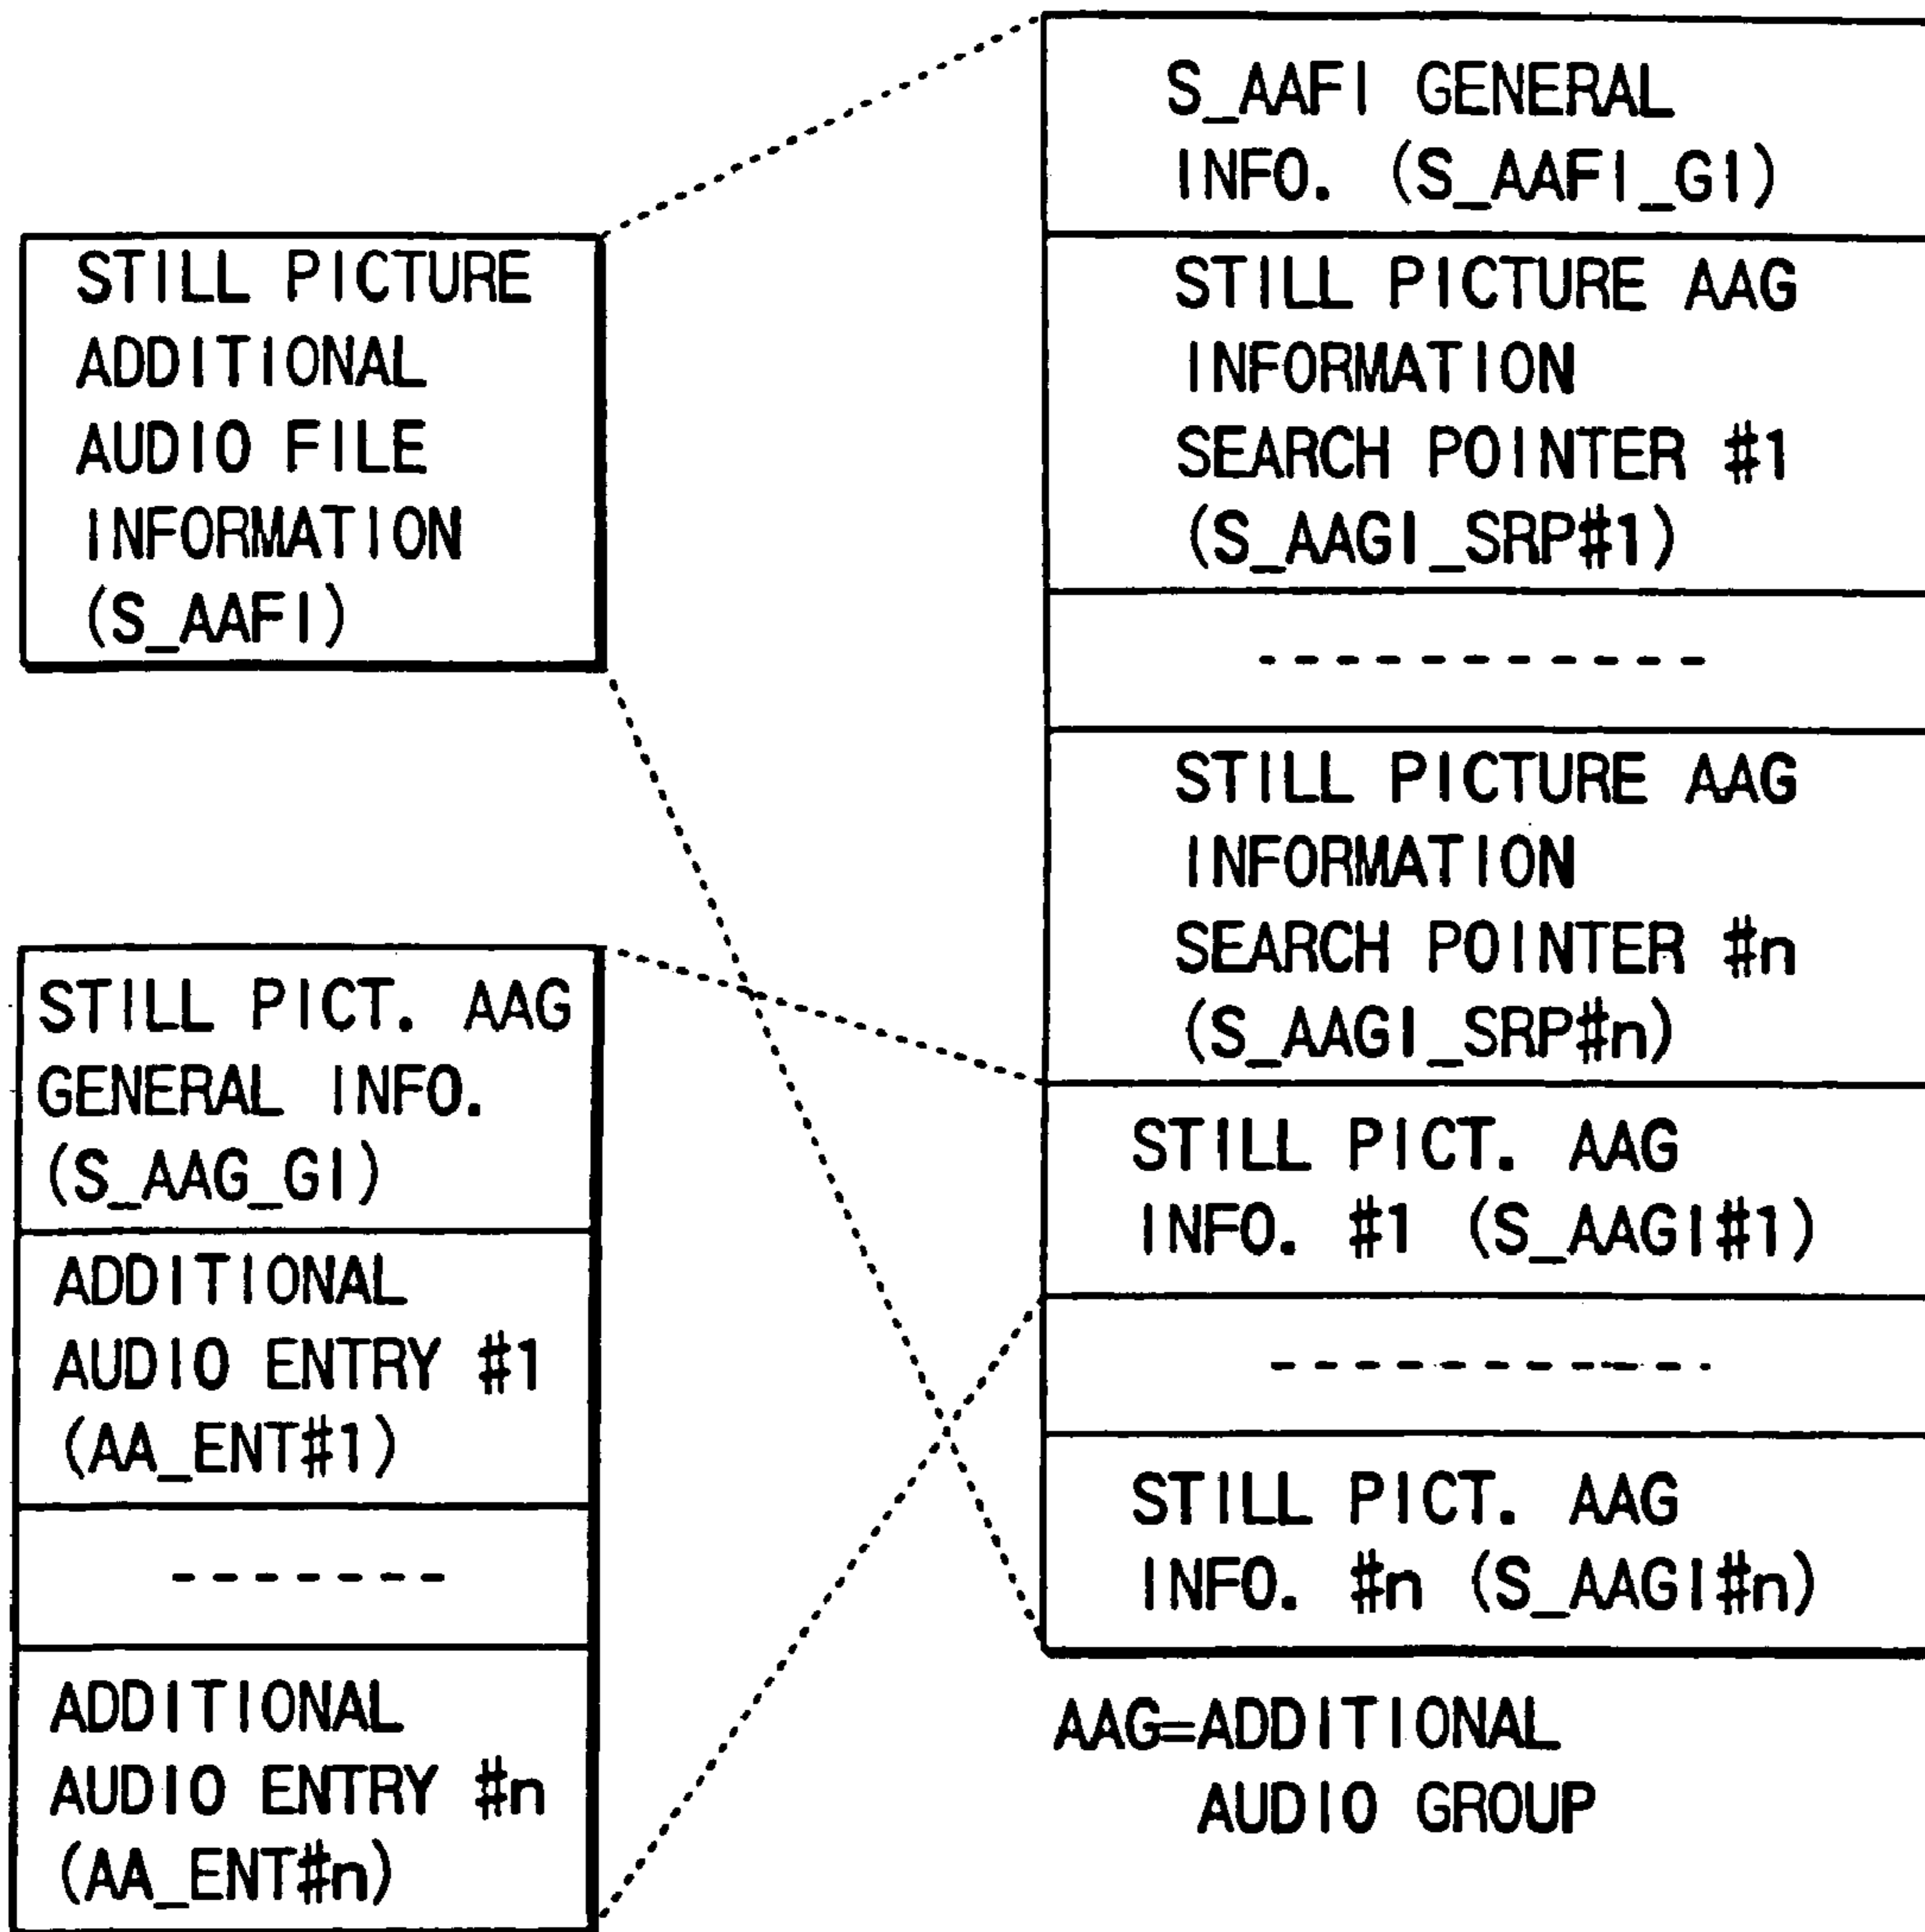 STILL PICTURE
ADDITIONAL
AUDIO FILE
INFORMATION
(S_AAFI)
S_AAFI GENERAL
INFO. (S_AAFI_GI)
STILL PICTURE AAG
INFORMATION
SEARCH POINTER #1
(S_AAGI_SRP#1)
STILL PICTURE AAG
INFORMATION
SEARCH POINTER #n
(S_AAGI_SRP#n)
STILL PICT. AAG
INFO. #1 (S_AAGI#1)
STILL PICT. AAG
INFO. #n (S_AAGI#n)
STILL PICT. AAG
GENERAL INFO.
(S_AAG_GI)
ADDITIONAL
AUDIO ENTRY #1
(AA_ENT#1)
ADDITIONAL
AUDIO ENTRY #n
(AA_ENT#n)
AAG=ADDITIONAL
AUDIO GROUP